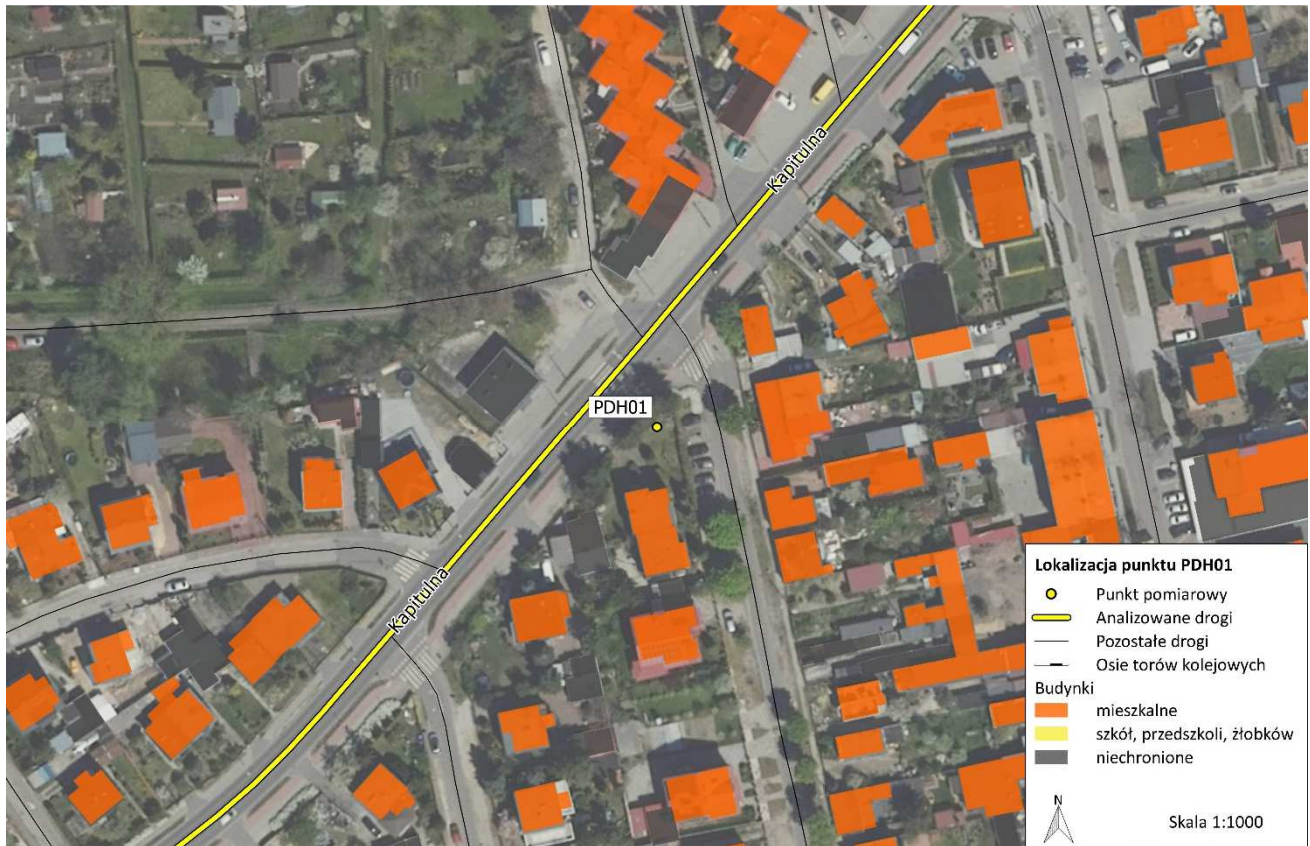 Kapitulna
PDH01
Kapitulna
Lokalizacja punktu PDH01
Punkt pomiarowy
Analizowane drogi
Pozostałe drogi
Osie torów kolejowych
Budynki
mieszkalne
szkół, przedszkoli, żłobków
niechronione
N
Skala 1:1000